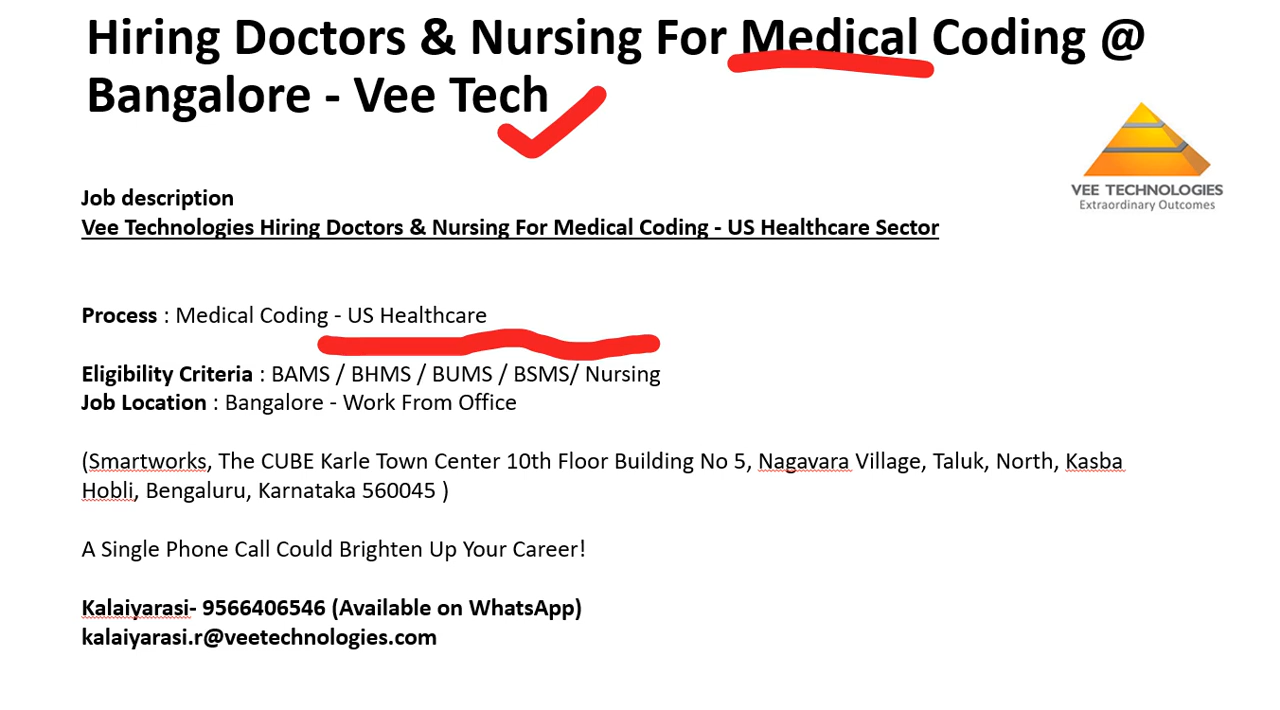 Hiring Doctors & Nursing For Medical Coding @
Bangalore - Vee Tech
VEE TECHNOLOGIES
Extraordinary Outcomes
Job description
Vee Technologies Hiring Doctors & Nursing For Medical Coding - US Healthcare Sector
Process : Medical Coding - US Healthcare
Eligibility Criteria : BAMS / BHMS / BUMS / BSMS/ Nursing
Job Location : Bangalore - Work From Office
(Smartworks, The CUBE Karle Town Center 10th Floor Building No 5, Nagavara Village, Taluk, North, Kasba
Hobli, Bengaluru, Karnataka 560045 )
A Single Phone Call Could Brighten Up Your Career!
Kalaiyarasi- 9566406546 (Available on WhatsApp)
kalaiyarasi.r@veetechnologies.com